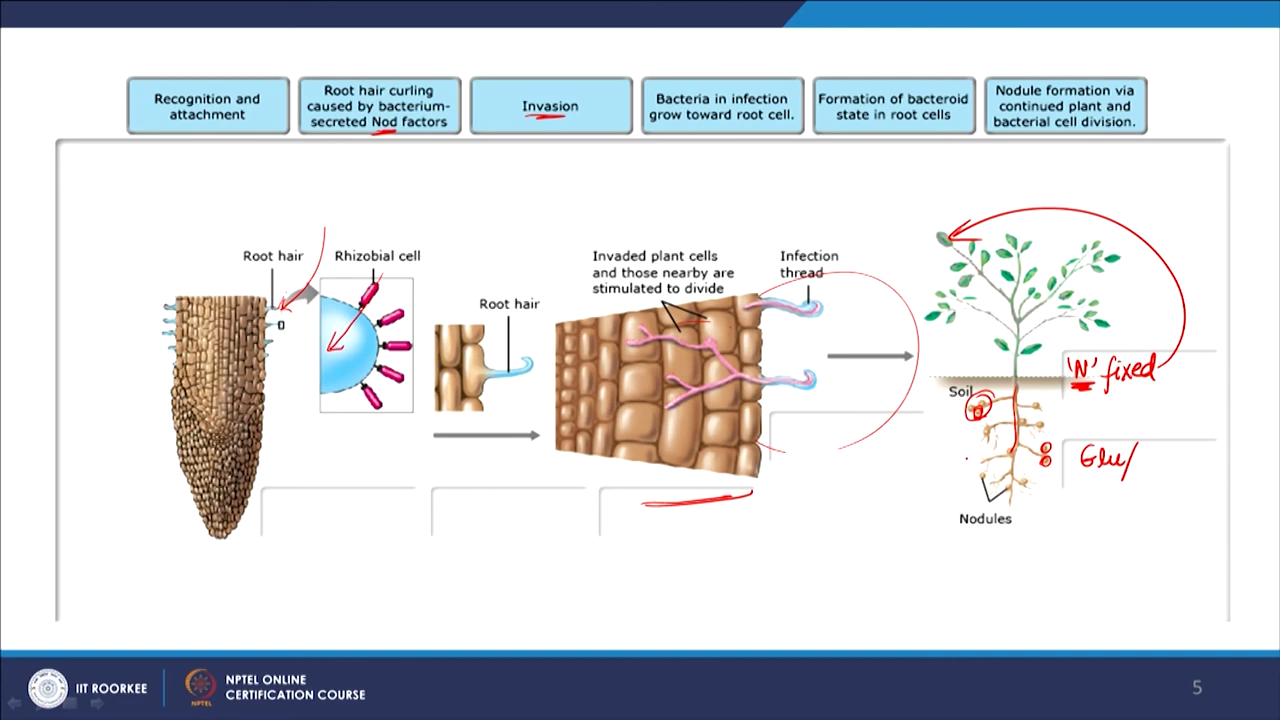 Recognition and
attachment
Root hair curling
caused by bacterium-
secreted Nod factors
Invasion
Bacteria in infection
grow toward root cell.
Formation of bacteroid
state in root cells
Nodule formation via
continued plant and
bacterial cell division.
Root hair
Rhizobial cell
Root hair
Invaded plant cells
and those nearby are
stimulated to divide
Infection
thread
'N' fixed
Soil
Glu/
Nodules
IIT ROORKEE
NPTEL
NPTEL ONLINE
CERTIFICATION COURSE
5